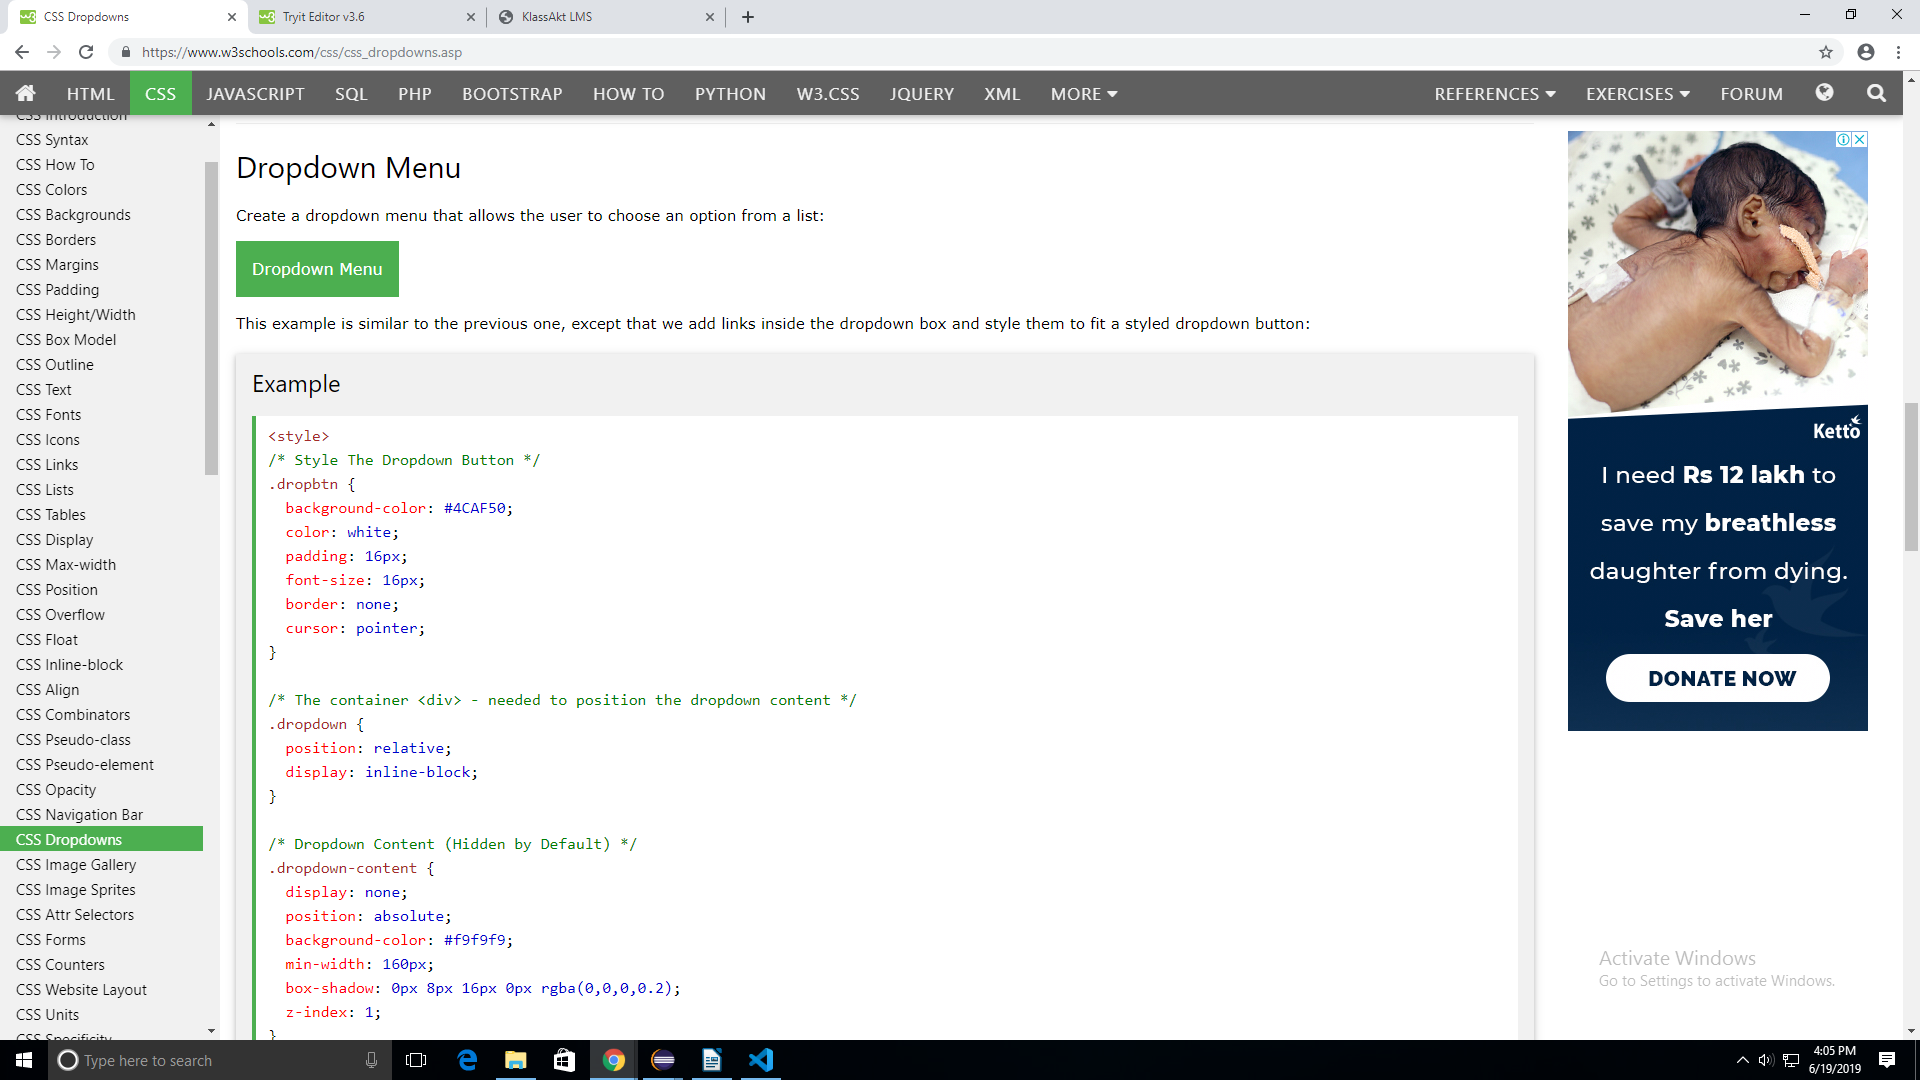 CSS Dropdowns
Tryit Editor v3.6
KlassAkt LMS
https://www.w3schools.com/css/css_dropdowns.asp
HTML CSS JAVASCRIPT SQL PHP BOOTSTRAP HOW TO PYTHON W3.CSS JQUERY XML MORE REFERENCES EXERCISES FORUM
CSS Introduction
CSS Syntax
CSS How To
CSS Colors
CSS Backgrounds
CSS Borders
CSS Margins
CSS Padding
CSS Height/Width
CSS Box Model
CSS Outline
CSS Text
CSS Fonts
CSS Icons
CSS Links
CSS Lists
CSS Tables
CSS Display
CSS Max-width
CSS Position
CSS Overflow
CSS Float
CSS Inline-block
CSS Align
CSS Combinators
CSS Pseudo-class
CSS Pseudo-element
CSS Opacity
CSS Navigation Bar
CSS Dropdowns
CSS Image Gallery
CSS Image Sprites
CSS Attr Selectors
CSS Forms
CSS Counters
CSS Website Layout
CSS Units
CSS Specificity
Dropdown Menu
Create a dropdown menu that allows the user to choose an option from a list:
Dropdown Menu
This example is similar to the previous one, except that we add links inside the dropdown box and style them to fit a styled dropdown button:
Example
<style>
/* Style The Dropdown Button */
.dropbtn {
  background-color: #4CAF50;
  color: white;
  padding: 16px;
  font-size: 16px;
  border: none;
  cursor: pointer;
}
/* The container <div> - needed to position the dropdown content */
.dropdown {
  position: relative;
  display: inline-block;
}
/* Dropdown Content (Hidden by Default) */
.dropdown-content {
  display: none;
  position: absolute;
  background-color: #f9f9f9;
  min-width: 160px;
  box-shadow: 0px 8px 16px 0px rgba(0,0,0,0.2);
  z-index: 1;
}
Ketto
I need Rs 12 lakh to
save my breathless
daughter from dying.
Save her
DONATE NOW
Activate Windows
Go to Settings to activate Windows.
Type here to search
4:05 PM
6/19/2019